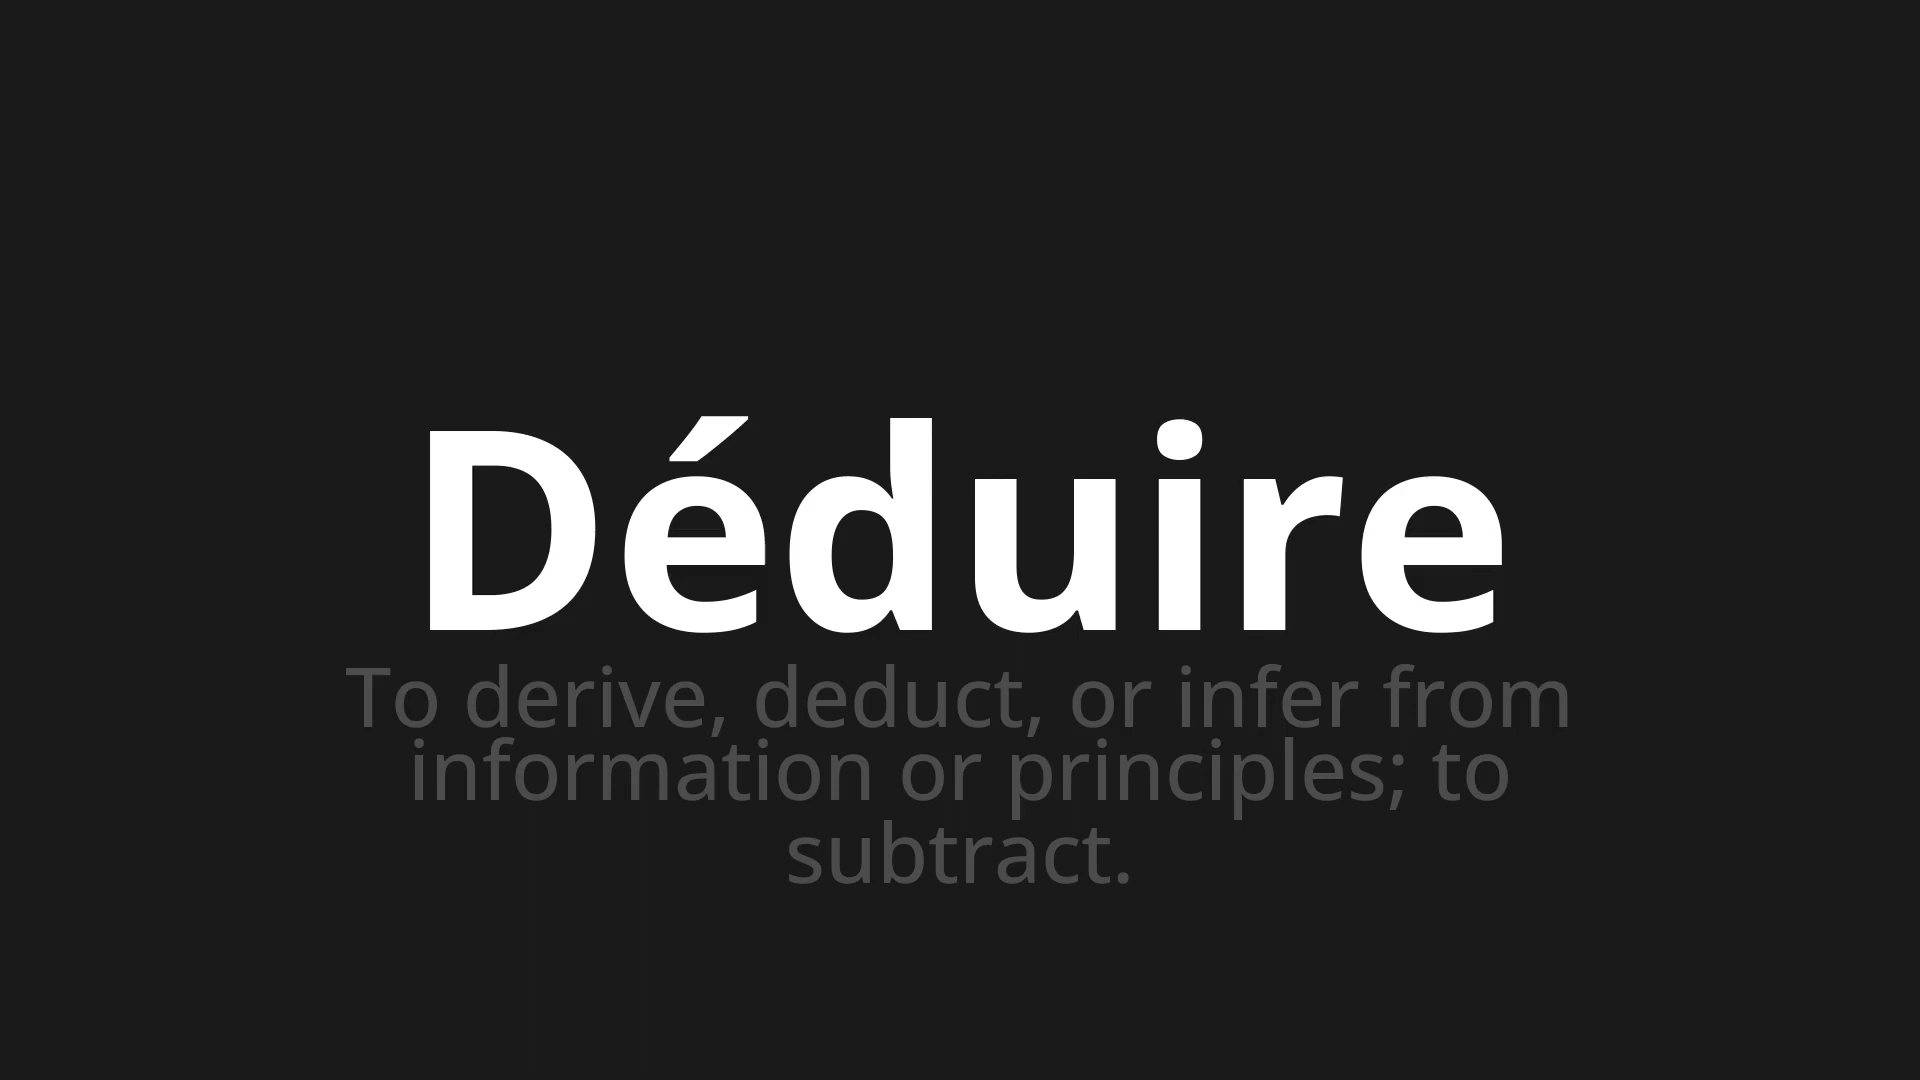 Déduire
To derive, deduct, or infer from
information or principles; to
subtract.